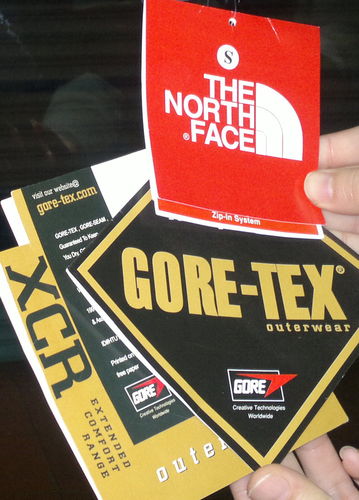 S
THE
NORTH
® FACE
Zip-in System
GORE-TEX®
outerwear
GORE
Creative Technologies
Worldwide
visit our website@
gore-tex.com
GORE-TEX, GORE-SEAM
Guaranteed To Keep
You Dry
Printed on
free paper
GORE
Creative Technologies
Worldwide
XCR
EXTENDED
COMFORT
RANGE
oute